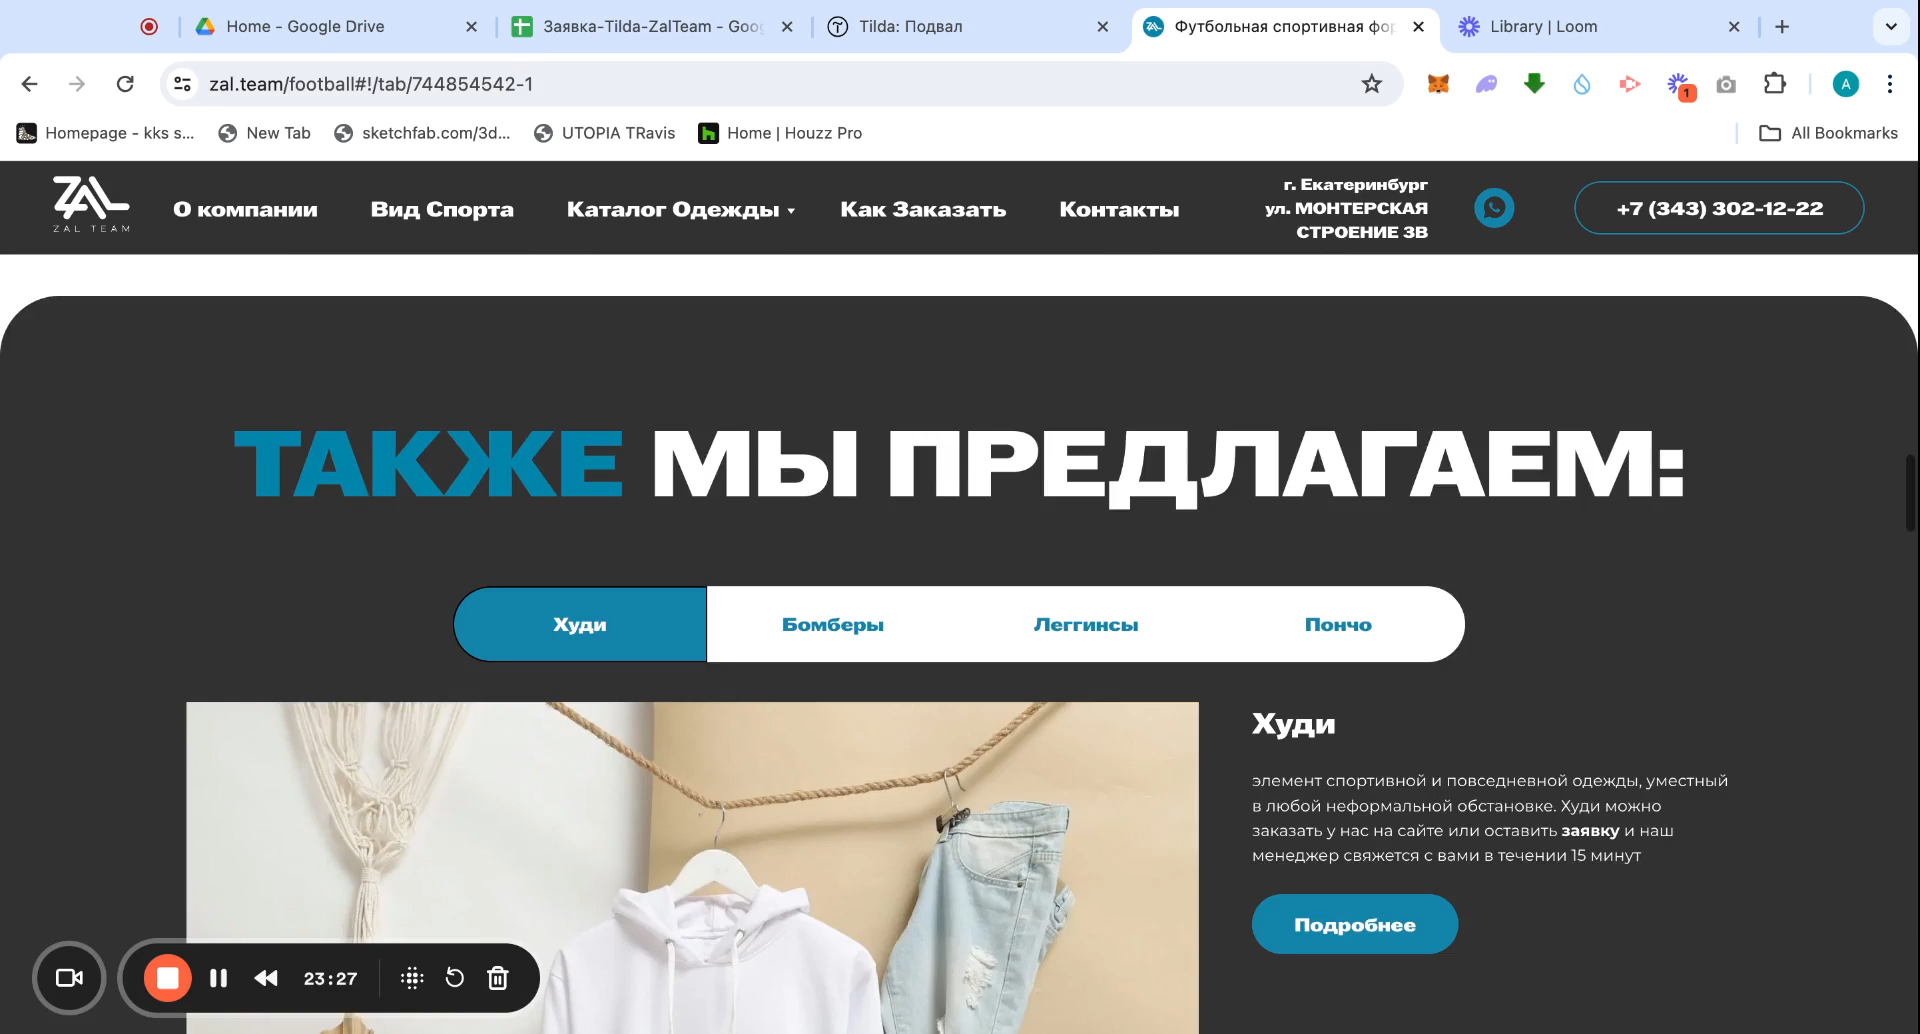 Home - Google Drive
Заявка-Tilda-ZalTeam - Goog
Tilda: Подвал
Футбольная спортивная фор
Library | Loom
zal.team/football#!/tab/744854542-1
1
A
Homepage - kks s...
New Tab
sketchfab.com/3d...
UTOPIA TRavis
Home | Houzz Pro
All Bookmarks
ZAL
ZAL TEAM
О компании
Вид Спорта
Каталог Одежды
Как Заказать
Контакты
г. Екатеринбург
ул. МОНТЕРСКАЯ
СТРОЕНИЕ 3В
+7 (343) 302-12-22
ТАКЖЕ МЫ ПРЕДЛАГАЕМ:
Худи
Бомберы
Леггинсы
Пончо
Худи
элемент спортивной и повседневной одежды, уместный
в любой неформальной обстановке. Худи можно
заказать у нас на сайте или оставить заявку и наш
менеджер свяжется с вами в течении 15 минут
Подробнее
23:27